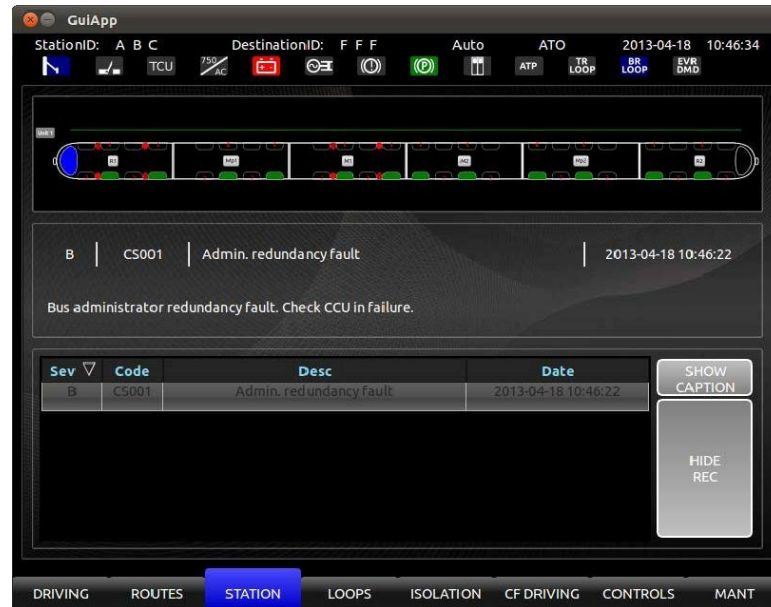 GuiApp
StationID: A B C DestinationID: F F F Auto ATO 2013-04-18 10:46:34
TCU 750/AC (P) ATP TR LOOP BR LOOP EVR DMD
Unit 1
R1 Mp1 M1 M2 Mp2 R2
B CS001 Admin. redundancy fault 2013-04-18 10:46:22
Bus administrator redundancy fault. Check CCU in failure.
Sev Code Desc Date
B CS001 Admin. redundancy fault 2013-04-18 10:46:22
SHOW
CAPTION
HIDE
REC
DRIVING ROUTES STATION LOOPS ISOLATION CF DRIVING CONTROLS MANT